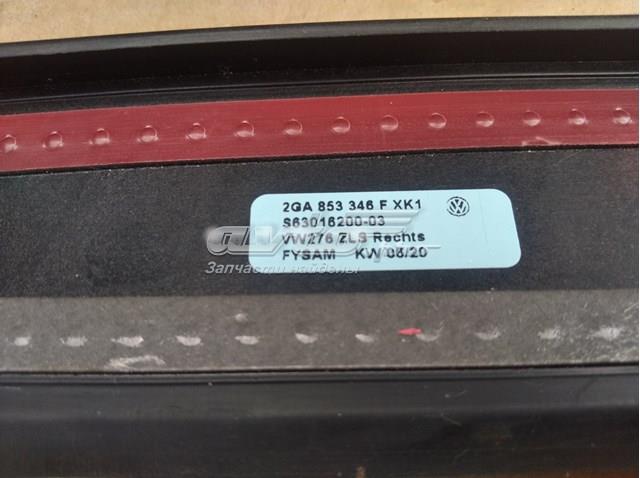 2GA 853 346 F XK1
S63016200-03
VW276 ZLS Rechts
FYSAM KW 08/20
Запчасти найдены